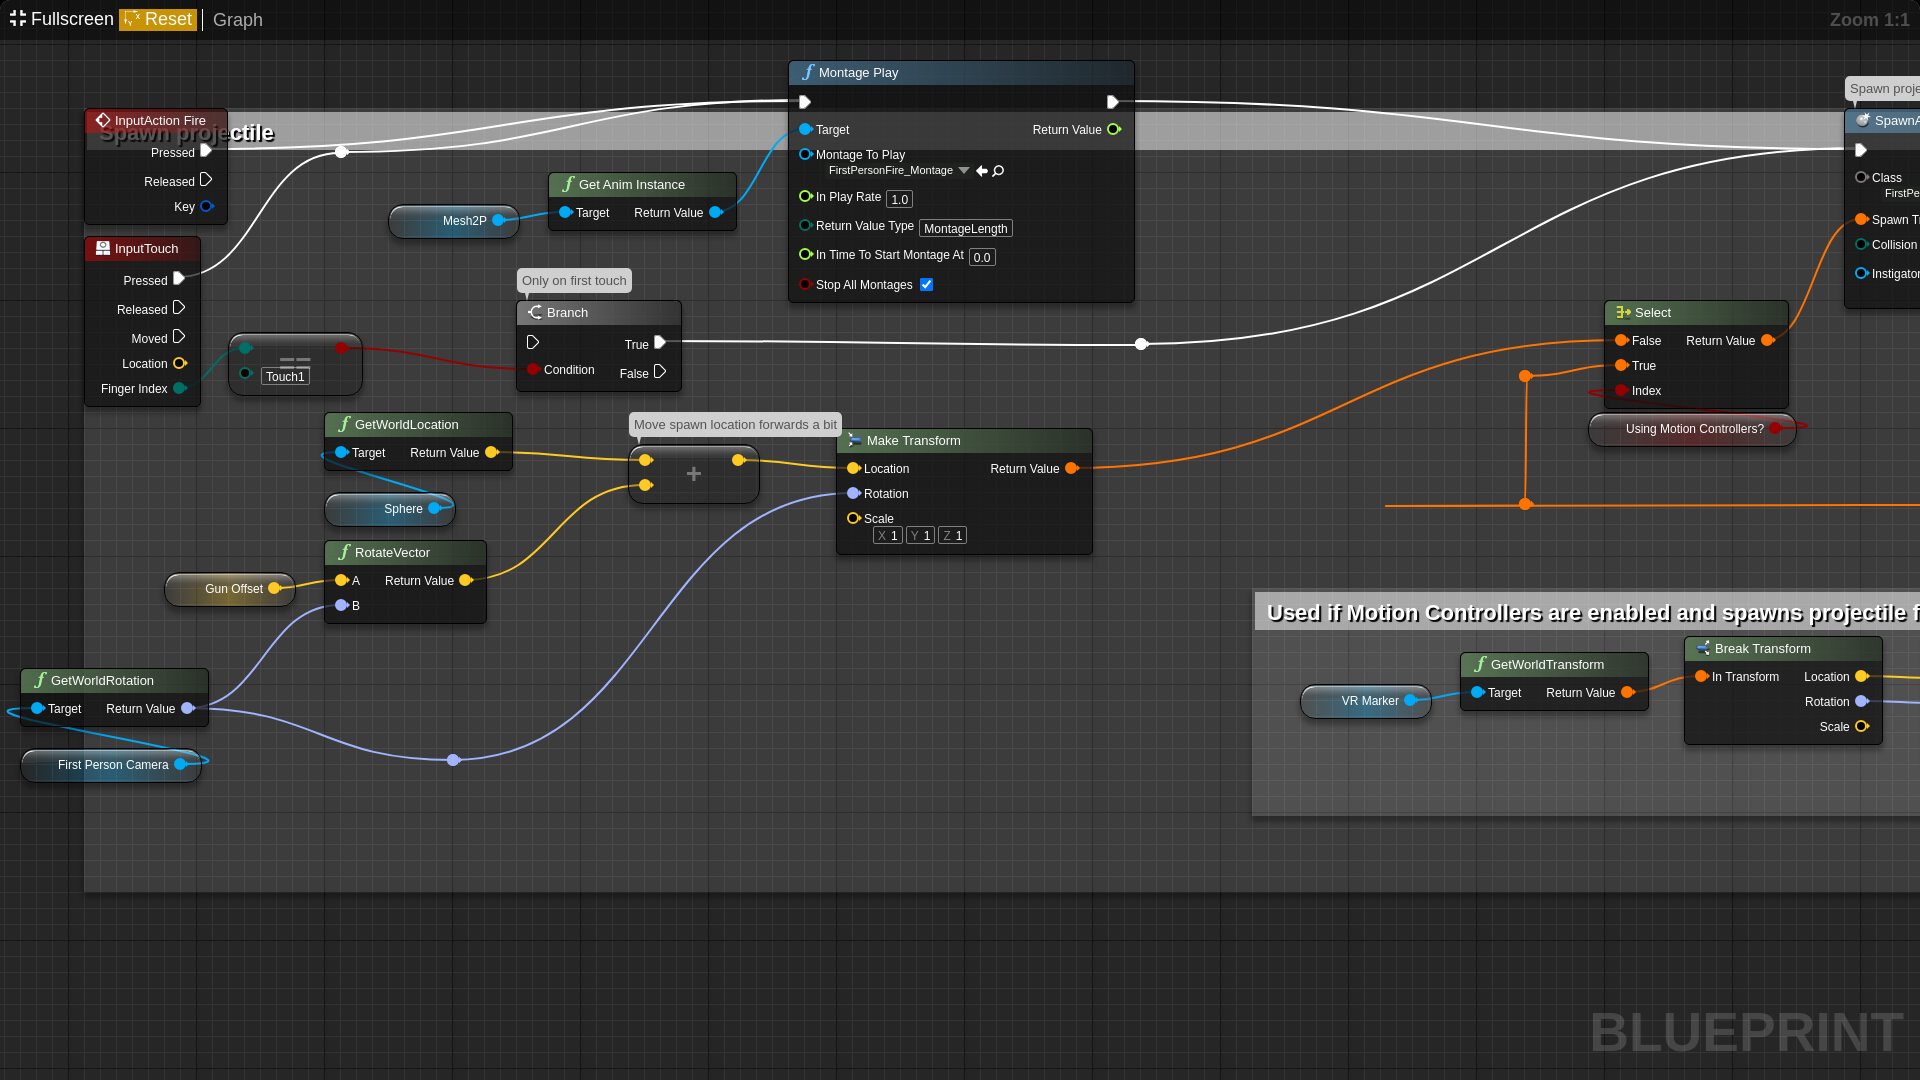 Fullscreen Reset Graph Zoom 1:1
Spawn projectile
InputAction Fire
Pressed
Released
Key
InputTouch
Pressed
Released
Moved
Location
Finger Index
==
Touch1
Mesh2P
Get Anim Instance
Target Return Value
Only on first touch
Branch
True
Condition
False
Montage Play
Target Return Value
Montage To Play
FirstPersonFire_Montage
In Play Rate 1.0
Return Value Type MontageLength
In Time To Start Montage At 0.0
Stop All Montages
Spawn proje
SpawnA
Class
FirstPe
Spawn T
Collision
Instigator
Select
False Return Value
True
Index
Using Motion Controllers?
GetWorldLocation
Target Return Value
Sphere
RotateVector
A Return Value
B
Gun Offset
GetWorldRotation
Target Return Value
First Person Camera
Move spawn location forwards a bit
+
Make Transform
Location Return Value
Rotation
Scale
X 1 Y 1 Z 1
Used if Motion Controllers are enabled and spawns projectile f
VR Marker
GetWorldTransform
Target Return Value
Break Transform
In Transform Location
Rotation
Scale
BLUEPRINT